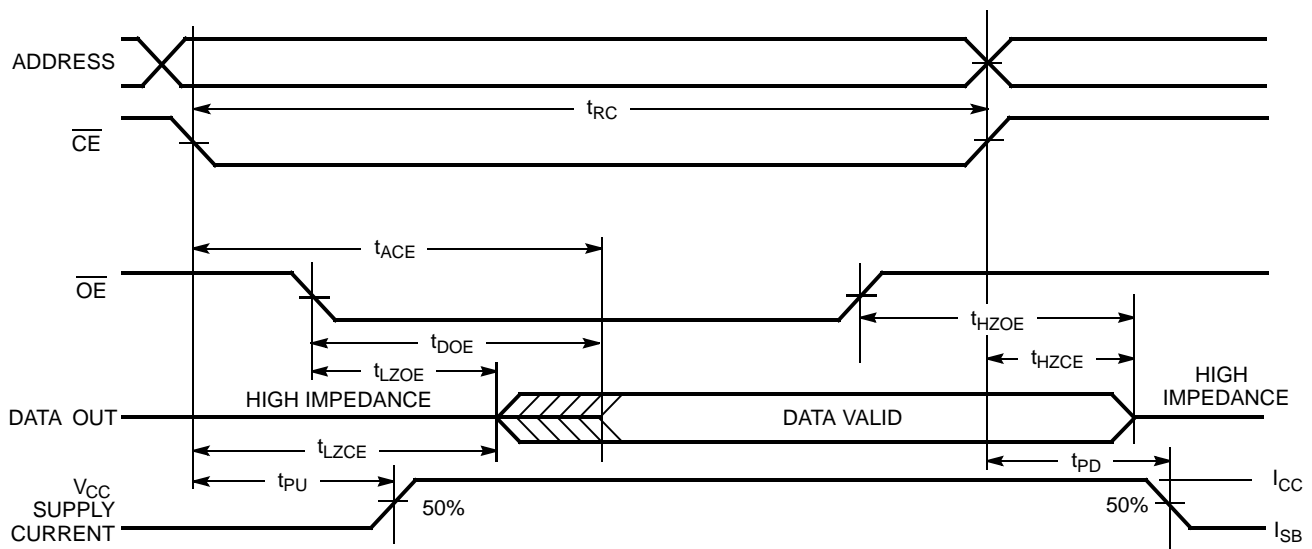 ADDRESS
tRC
CE
tACE
OE
tHZOE
tDOE
tHZCE
tLZOE
HIGH IMPEDANCE
HIGH
IMPEDANCE
DATA OUT
DATA VALID
tLZCE
tPD
tPU
VCC
SUPPLY
CURRENT
50%
50%
ICC
ISB